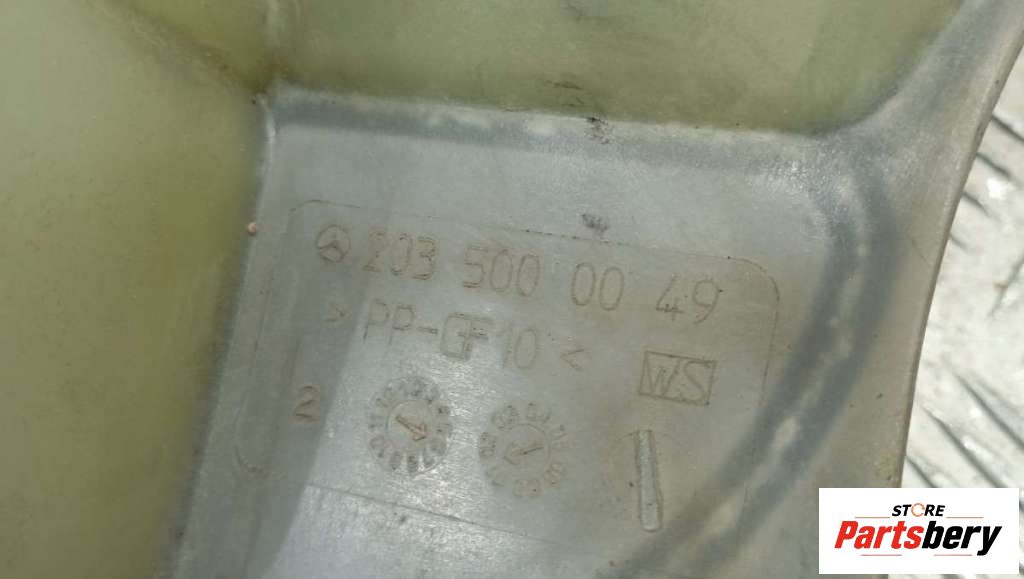 203 500 00 49
> PP-GF10 <
WS
2
STORE
Partsbery